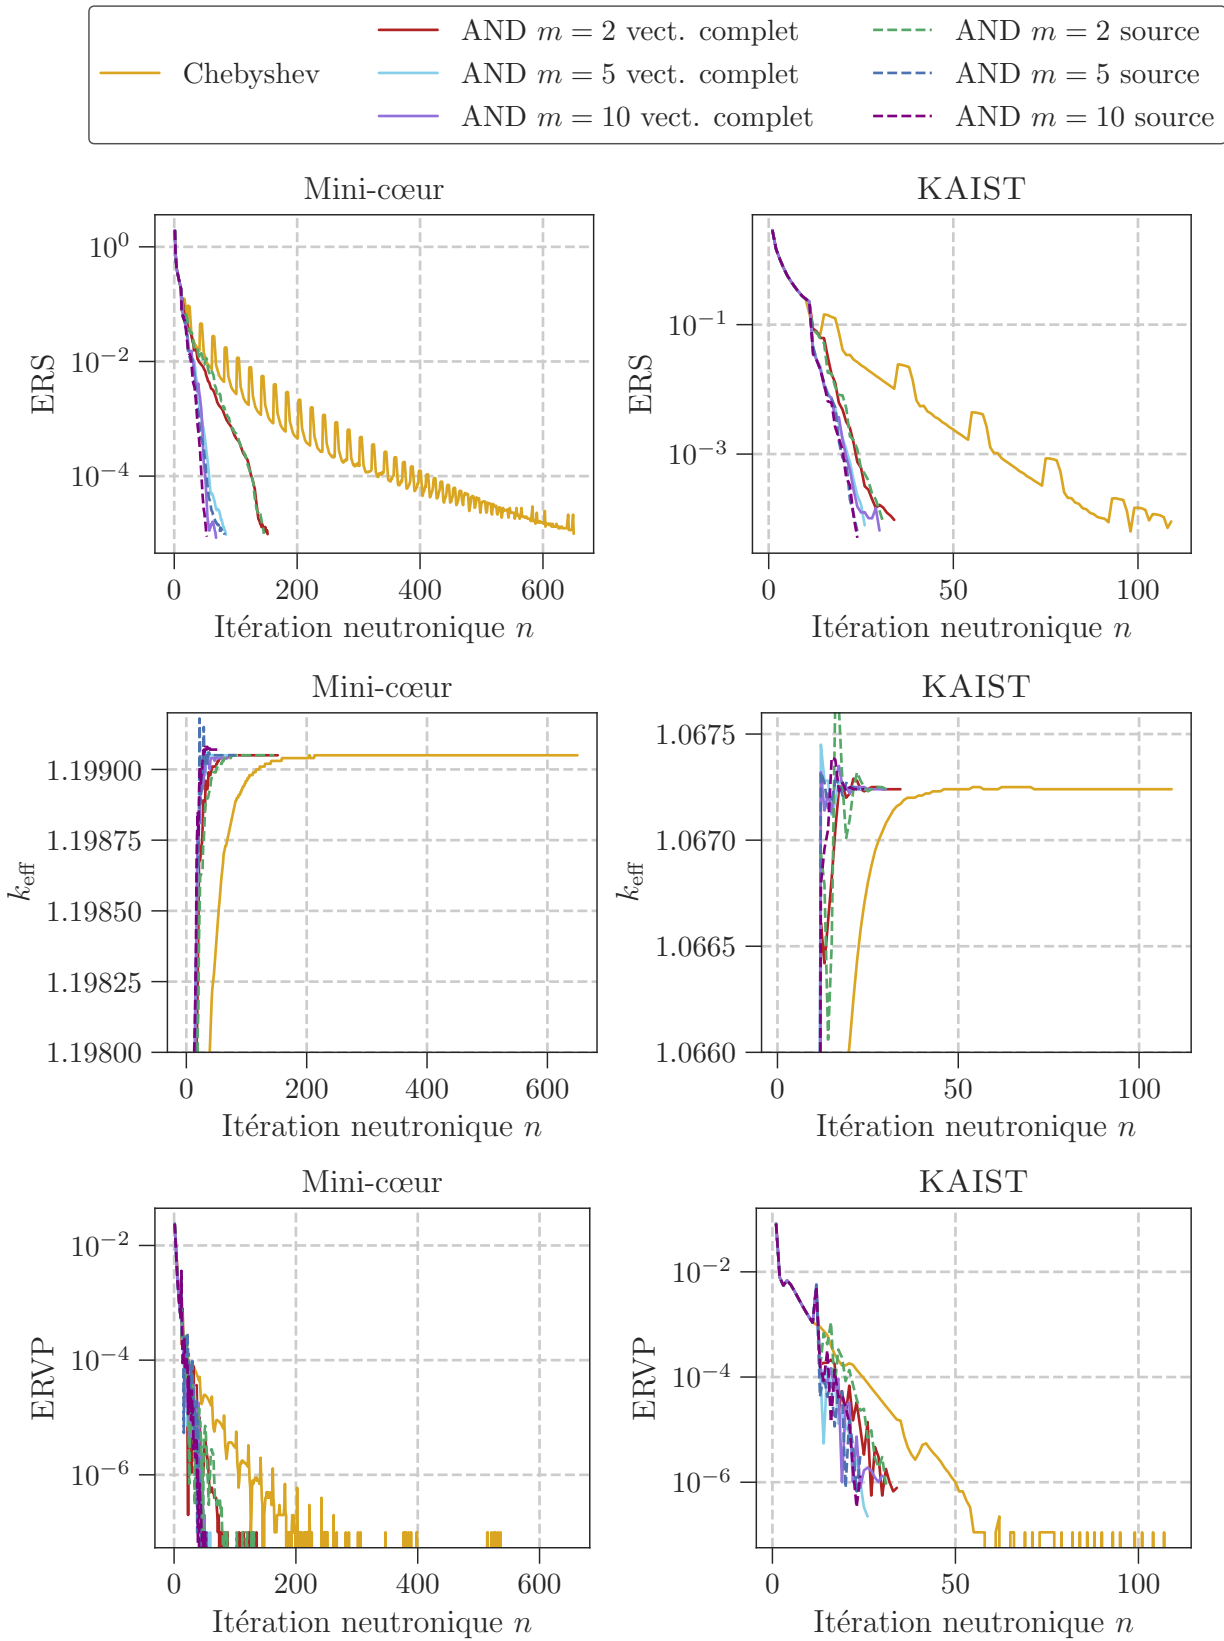 Chebyshev
AND m = 2 vect. complet
AND m = 5 vect. complet
AND m = 10 vect. complet
AND m = 2 source
AND m = 5 source
AND m = 10 source
Mini-cœur
10⁰
10⁻²
10⁻⁴
ERS
0 200 400 600
Itération neutronique n
KAIST
10⁻¹
10⁻³
ERS
0 50 100
Itération neutronique n
Mini-cœur
1.19900
1.19875
1.19850
1.19825
1.19800
k_eff
0 200 400 600
Itération neutronique n
KAIST
1.0675
1.0670
1.0665
1.0660
k_eff
0 50 100
Itération neutronique n
Mini-cœur
10⁻²
10⁻⁴
10⁻⁶
ERVP
0 200 400 600
Itération neutronique n
KAIST
10⁻²
10⁻⁴
10⁻⁶
ERVP
0 50 100
Itération neutronique n